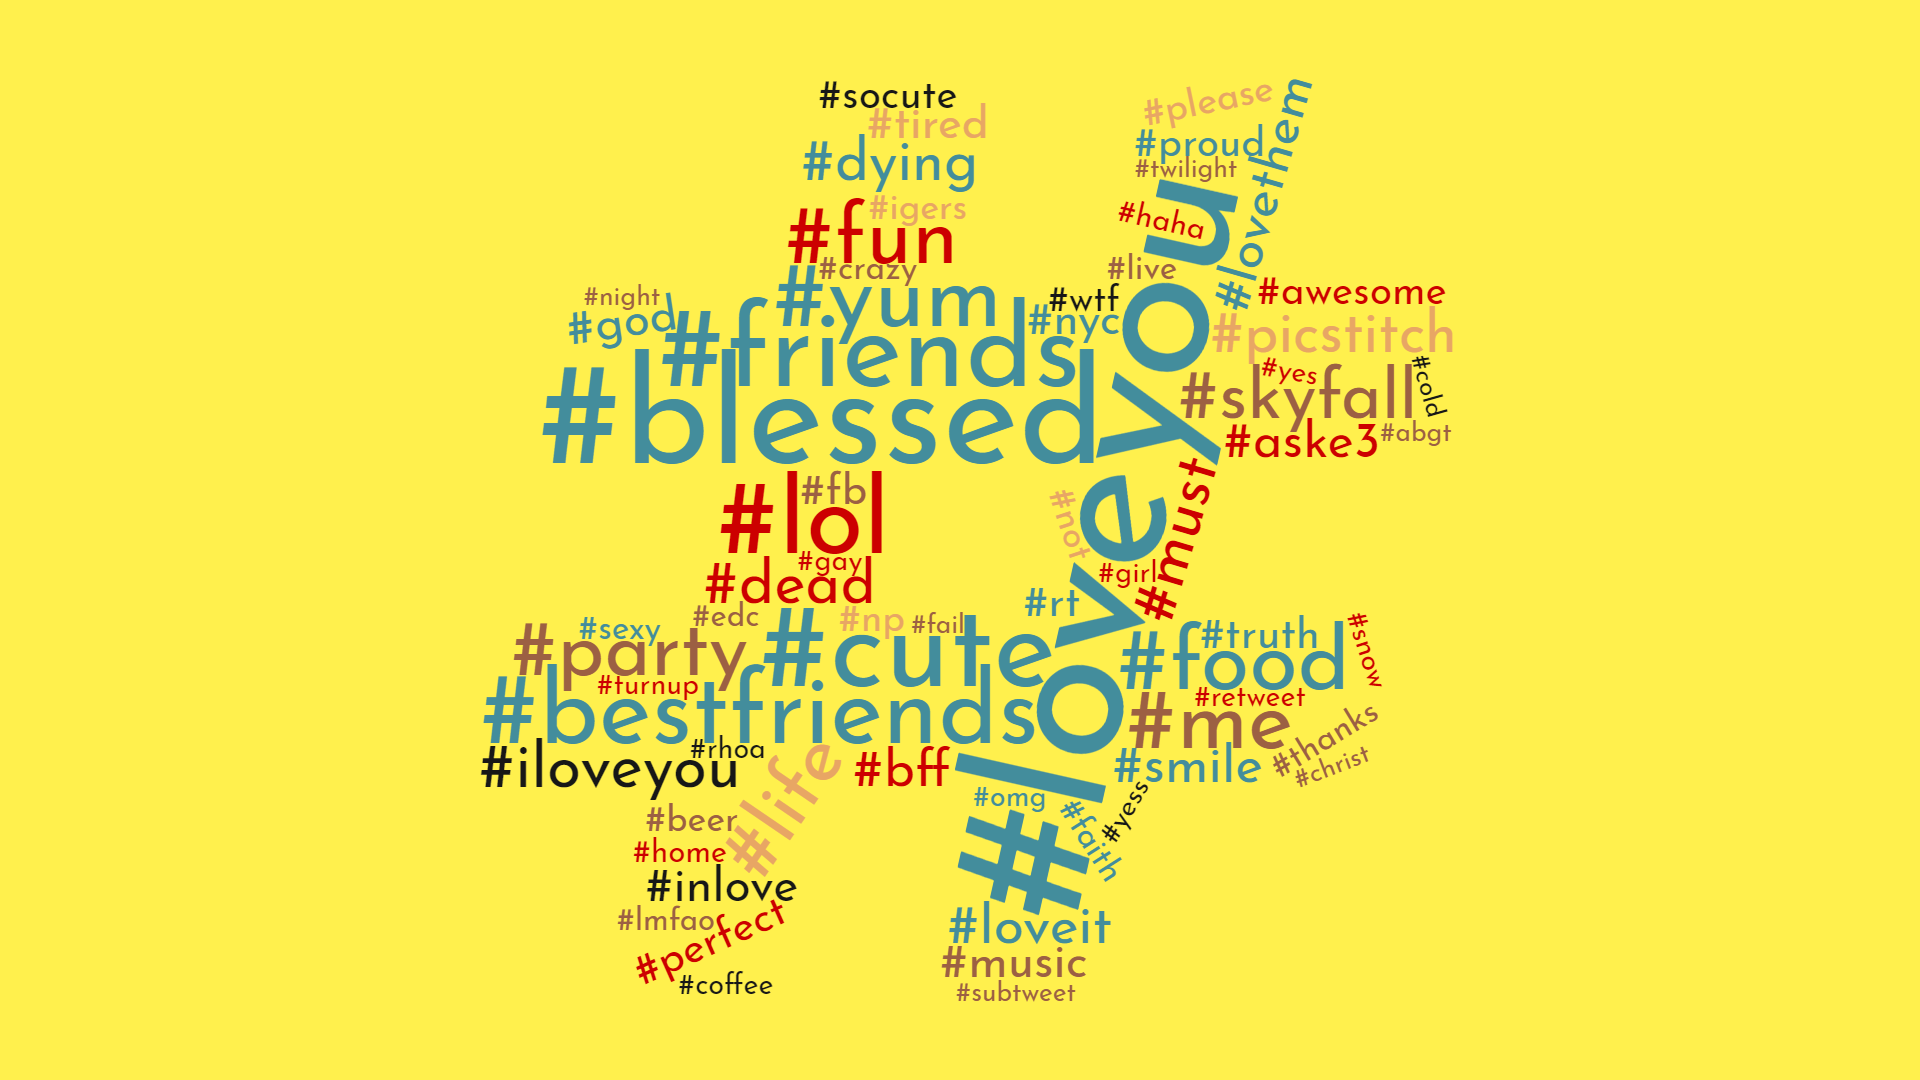 #socute
#tired
#dying
#igers
#fun
#crazy
#yum
#night
#god
#friends
#blessed
#please
#proud
#twilight
#lovethem
#haha
#live
#wtf
#nyc
#awesome
#picstitch
#yes
#cold
#skyfall
#aske3
#abgt
#loveyou
#must
#fb
#lol
#gay
#dead
#not
#girl
#rt
#edc
#np
#fail
#sexy
#party
#cute
#turnup
#bestfriends
#truth
#food
#snow
#retweet
#me
#thanks
#christ
#smile
#rhoa
#iloveyou
#life
#bff
#omg
#faith
#yess
#beer
#home
#inlove
#lmfao
#perfect
#coffee
#loveit
#music
#subtweet